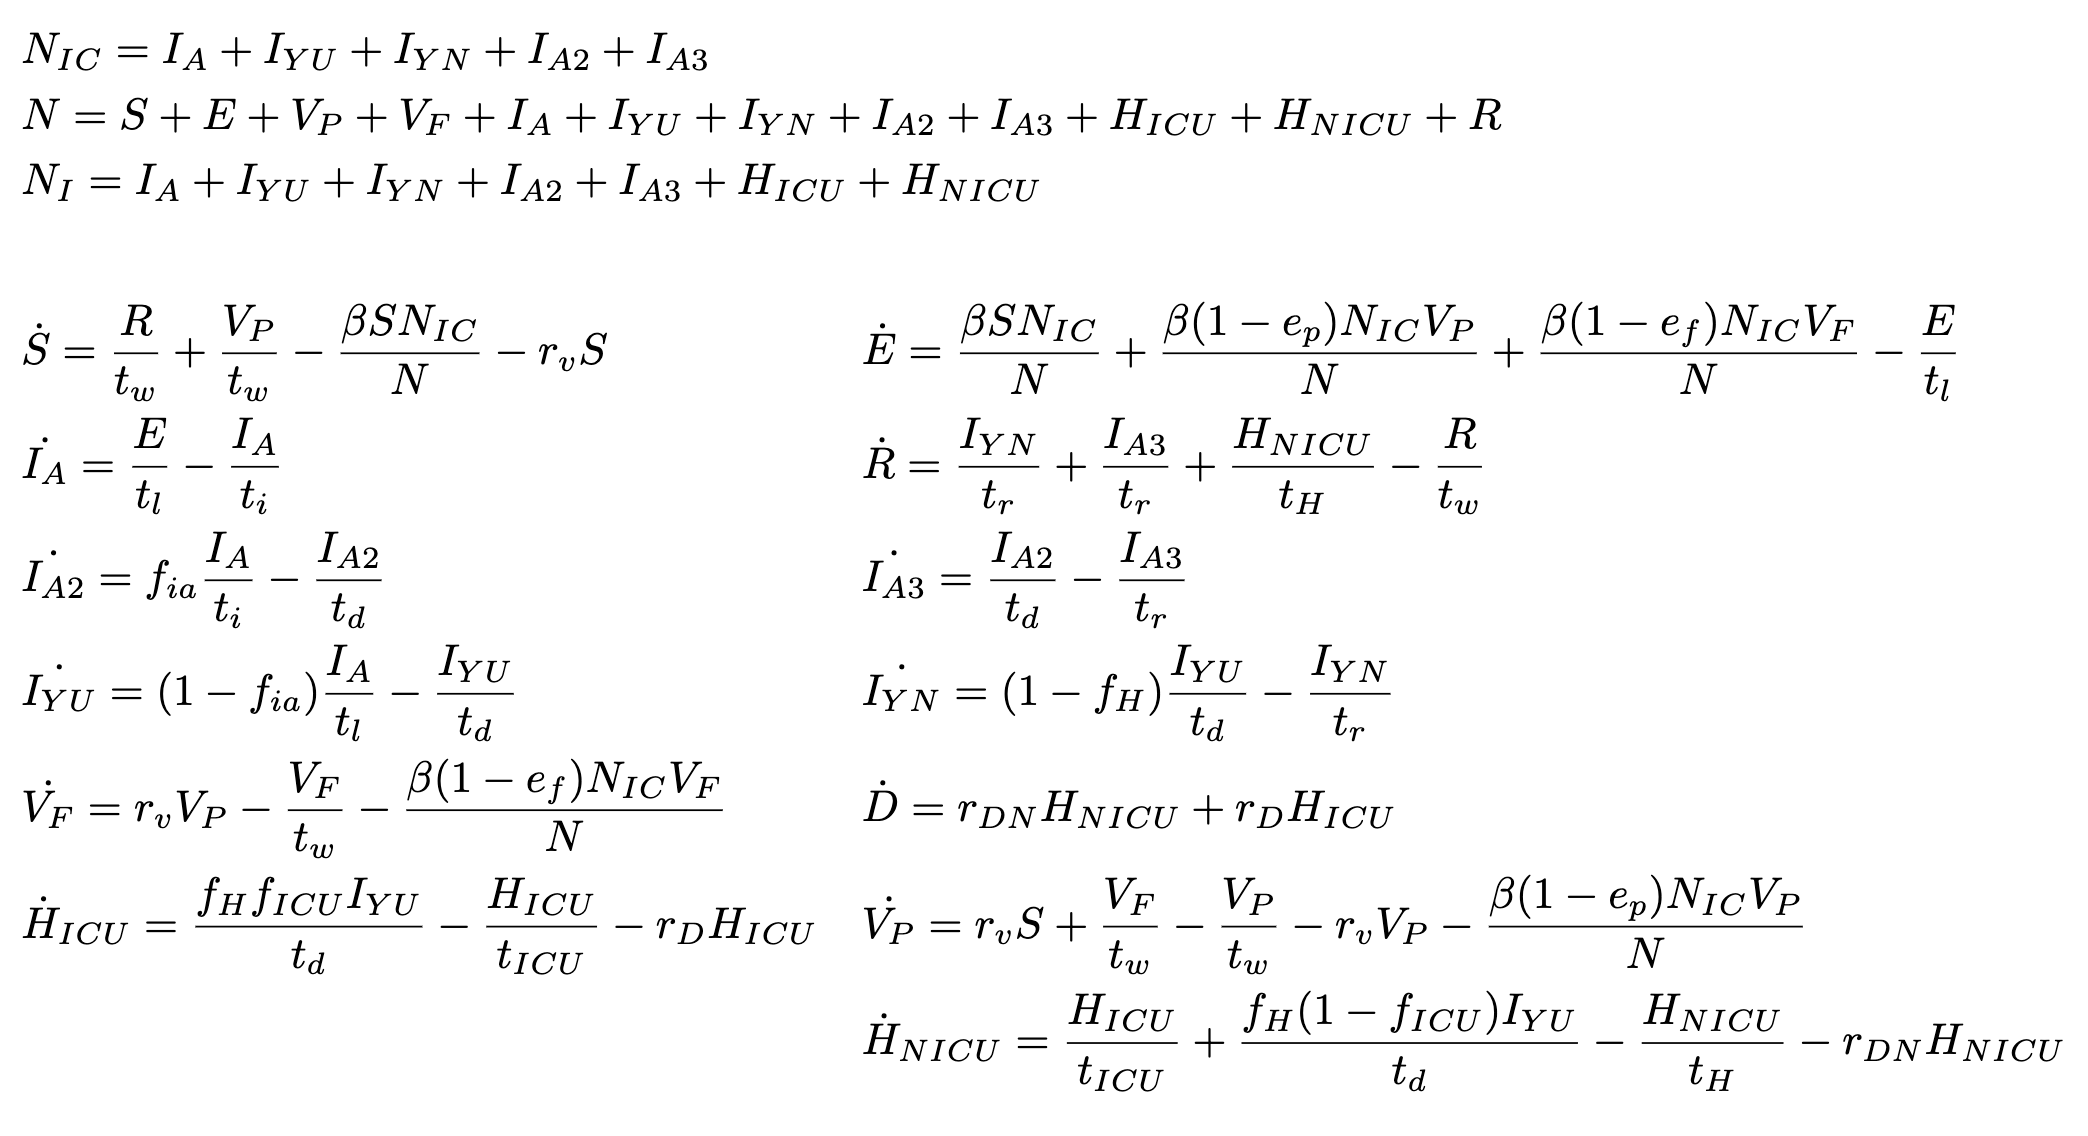 $N_{IC} = I_A + I_{YU} + I_{YN} + I_{A2} + I_{A3}$
$N = S + E + V_P + V_F + I_A + I_{YU} + I_{YN} + I_{A2} + I_{A3} + H_{ICU} + H_{NICU} + R$
$N_I = I_A + I_{YU} + I_{YN} + I_{A2} + I_{A3} + H_{ICU} + H_{NICU}$
$\dot{S} = \frac{R}{t_w} + \frac{V_P}{t_w} - \frac{\beta S N_{IC}}{N} - r_v S$ $\dot{E} = \frac{\beta S N_{IC}}{N} + \frac{\beta(1 - e_p) N_{IC} V_P}{N} + \frac{\beta(1 - e_f) N_{IC} V_F}{N} - \frac{E}{t_l}$
$\dot{I_A} = \frac{E}{t_l} - \frac{I_A}{t_i}$ $\dot{R} = \frac{I_{YN}}{t_r} + \frac{I_{A3}}{t_r} + \frac{H_{NICU}}{t_H} - \frac{R}{t_w}$
$\dot{I_{A2}} = f_{ia} \frac{I_A}{t_i} - \frac{I_{A2}}{t_d}$ $\dot{I_{A3}} = \frac{I_{A2}}{t_d} - \frac{I_{A3}}{t_r}$
$\dot{I_{YU}} = (1 - f_{ia}) \frac{I_A}{t_l} - \frac{I_{YU}}{t_d}$ $\dot{I_{YN}} = (1 - f_H) \frac{I_{YU}}{t_d} - \frac{I_{YN}}{t_r}$
$\dot{V_F} = r_v V_P - \frac{V_F}{t_w} - \frac{\beta(1 - e_f) N_{IC} V_F}{N}$ $\dot{D} = r_{DN} H_{NICU} + r_D H_{ICU}$
$\dot{H}_{ICU} = \frac{f_H f_{ICU} I_{YU}}{t_d} - \frac{H_{ICU}}{t_{ICU}} - r_D H_{ICU}$ $\dot{V_P} = r_v S + \frac{V_F}{t_w} - \frac{V_P}{t_w} - r_v V_P - \frac{\beta(1 - e_p) N_{IC} V_P}{N}$
$\dot{H}_{NICU} = \frac{H_{ICU}}{t_{ICU}} + \frac{f_H(1 - f_{ICU}) I_{YU}}{t_d} - \frac{H_{NICU}}{t_H} - r_{DN} H_{NICU}$